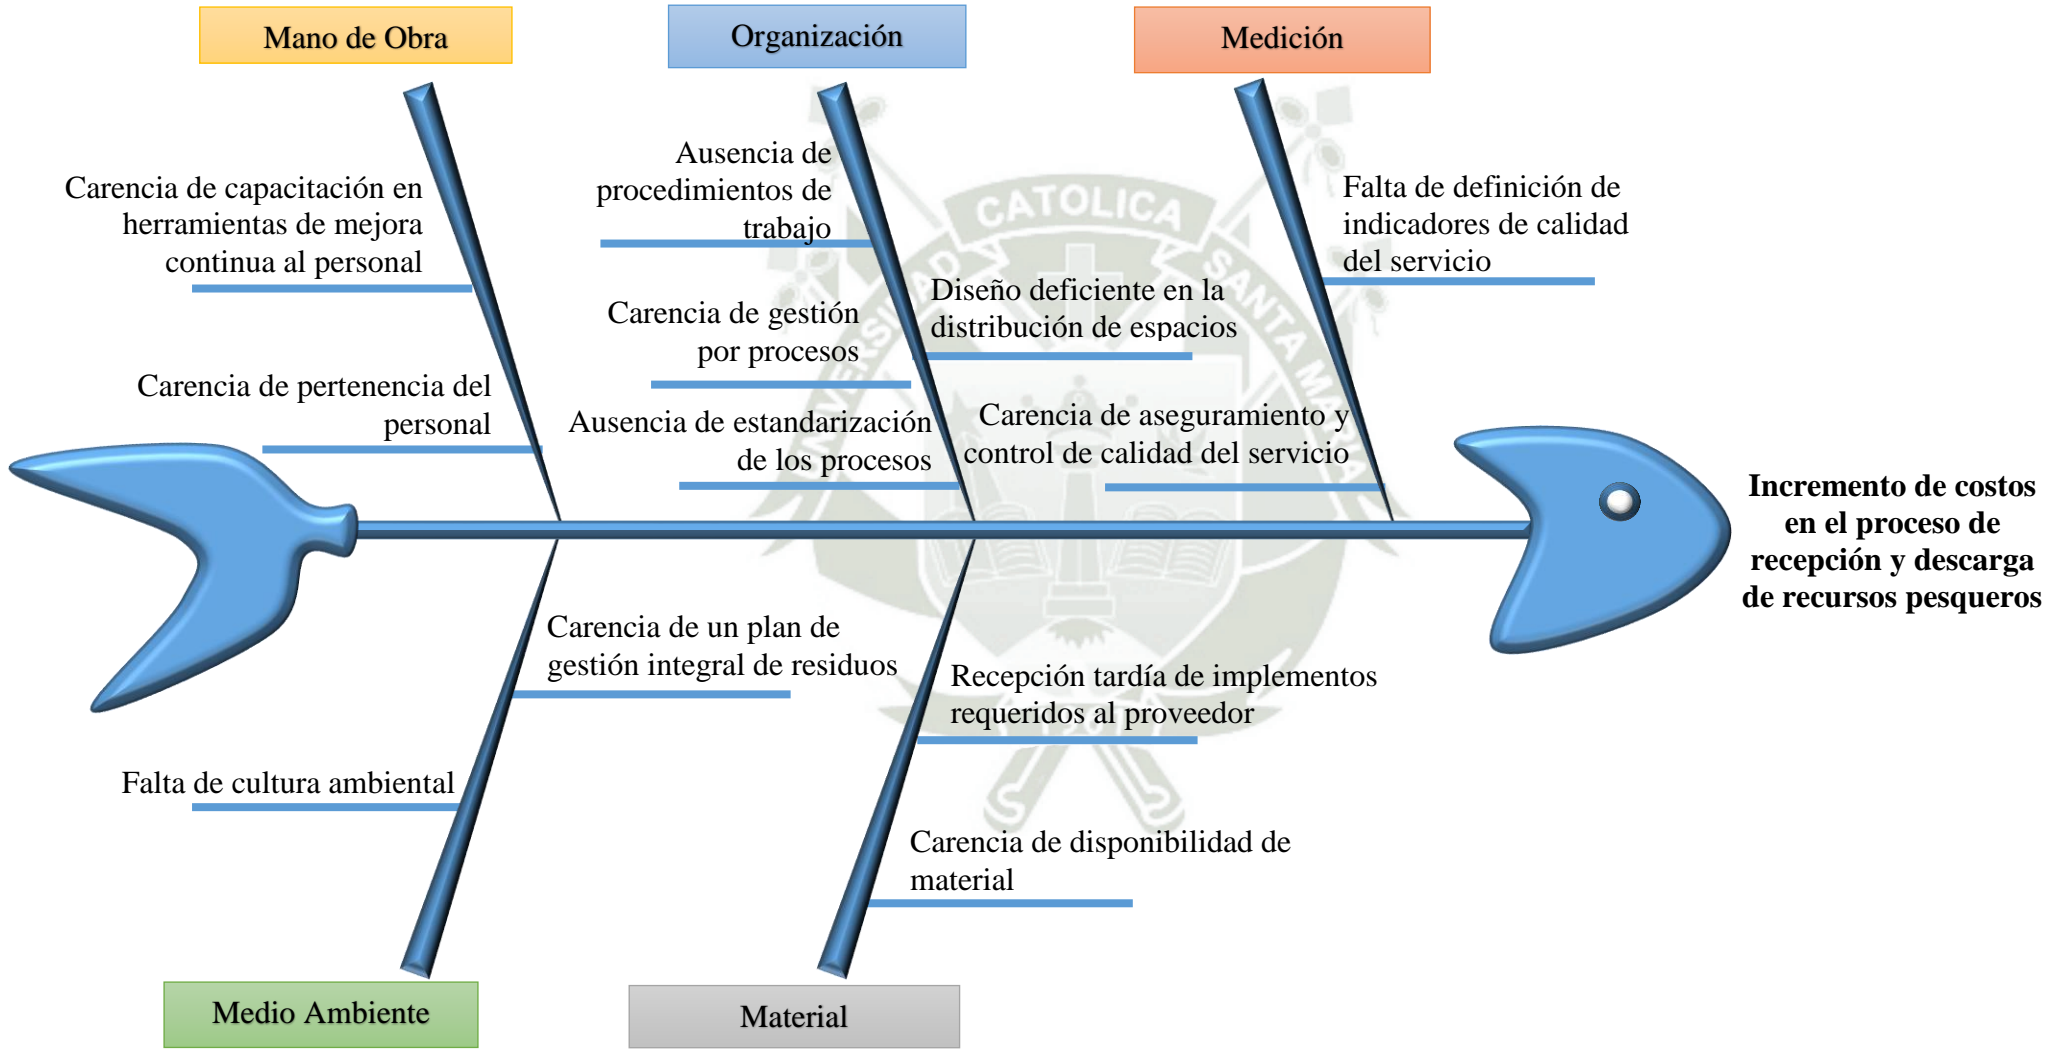 Mano de Obra
Organización
Medición
Carencia de capacitación en
herramientas de mejora
continua al personal
Carencia de pertenencia del
personal
Ausencia de
procedimientos de
trabajo
Carencia de gestión
por procesos
Ausencia de estandarización
de los procesos
Diseño deficiente en la
distribución de espacios
Falta de definición de
indicadores de calidad
del servicio
Carencia de aseguramiento y
control de calidad del servicio
Incremento de costos
en el proceso de
recepción y descarga
de recursos pesqueros
Carencia de un plan de
gestión integral de residuos
Falta de cultura ambiental
Recepción tardía de implementos
requeridos al proveedor
Carencia de disponibilidad de
material
Medio Ambiente
Material
UNIVERSIDAD CATOLICA SANTA MARIA